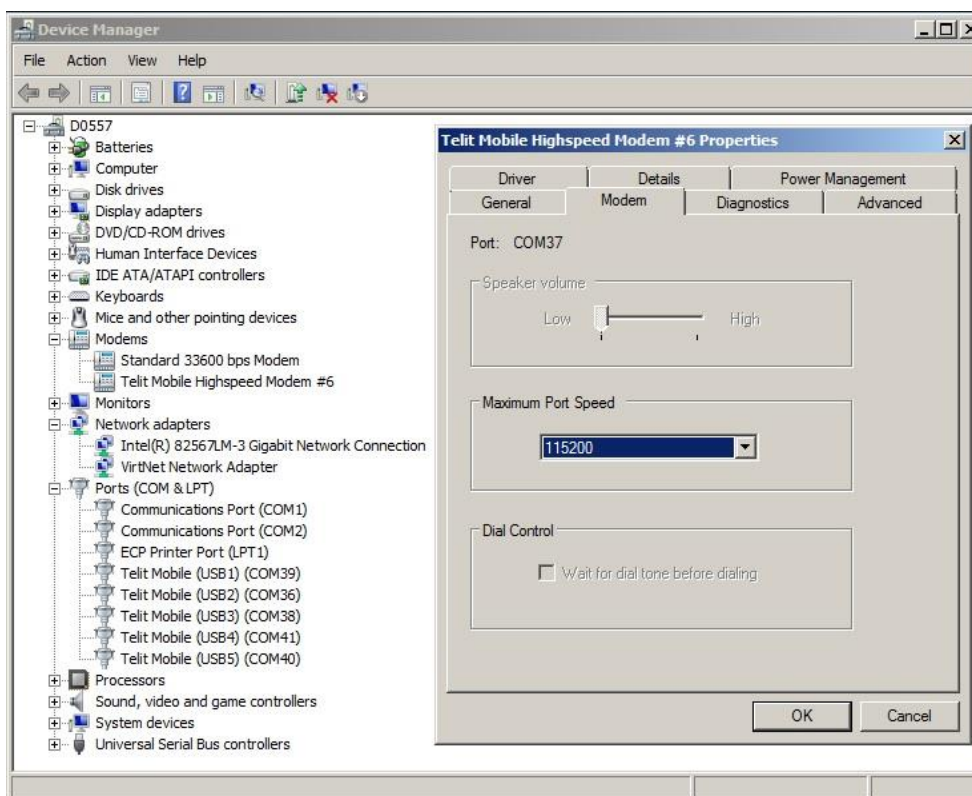 Device Manager
File Action View Help
D0557
Batteries
Computer
Disk drives
Display adapters
DVD/CD-ROM drives
Human Interface Devices
IDE ATA/ATAPI controllers
Keyboards
Mice and other pointing devices
Modems
Standard 33600 bps Modem
Telit Mobile Highspeed Modem #6
Monitors
Network adapters
Intel(R) 82567LM-3 Gigabit Network Connection
VirtNet Network Adapter
Ports (COM & LPT)
Communications Port (COM1)
Communications Port (COM2)
ECP Printer Port (LPT1)
Telit Mobile (USB1) (COM39)
Telit Mobile (USB2) (COM36)
Telit Mobile (USB3) (COM38)
Telit Mobile (USB4) (COM41)
Telit Mobile (USB5) (COM40)
Processors
Sound, video and game controllers
System devices
Universal Serial Bus controllers
Telit Mobile Highspeed Modem #6 Properties
Driver Details Power Management
General Modem Diagnostics Advanced
Port: COM37
Speaker volume
Low High
Maximum Port Speed
115200
Dial Control
Wait for dial tone before dialing
OK Cancel